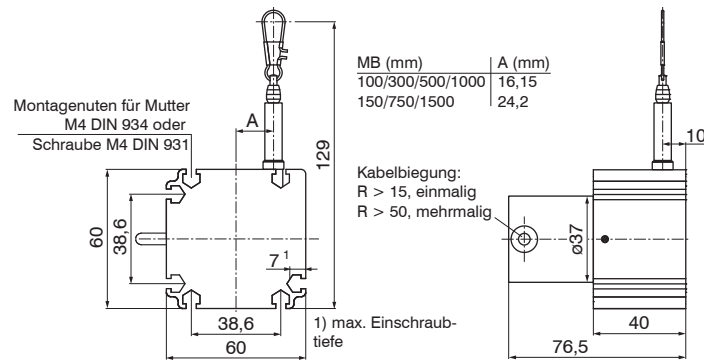 Montagenuten für Mutter
M4 DIN 934 oder
Schraube M4 DIN 931
A
129
60
38,6
7 1
38,6
60
1) max. Einschraub-
tiefe
MB (mm) A (mm)
100/300/500/1000 16,15
150/750/1500 24,2
Kabelbiegung:
R > 15, einmalig
R > 50, mehrmalig
10
ø37
40
76,5